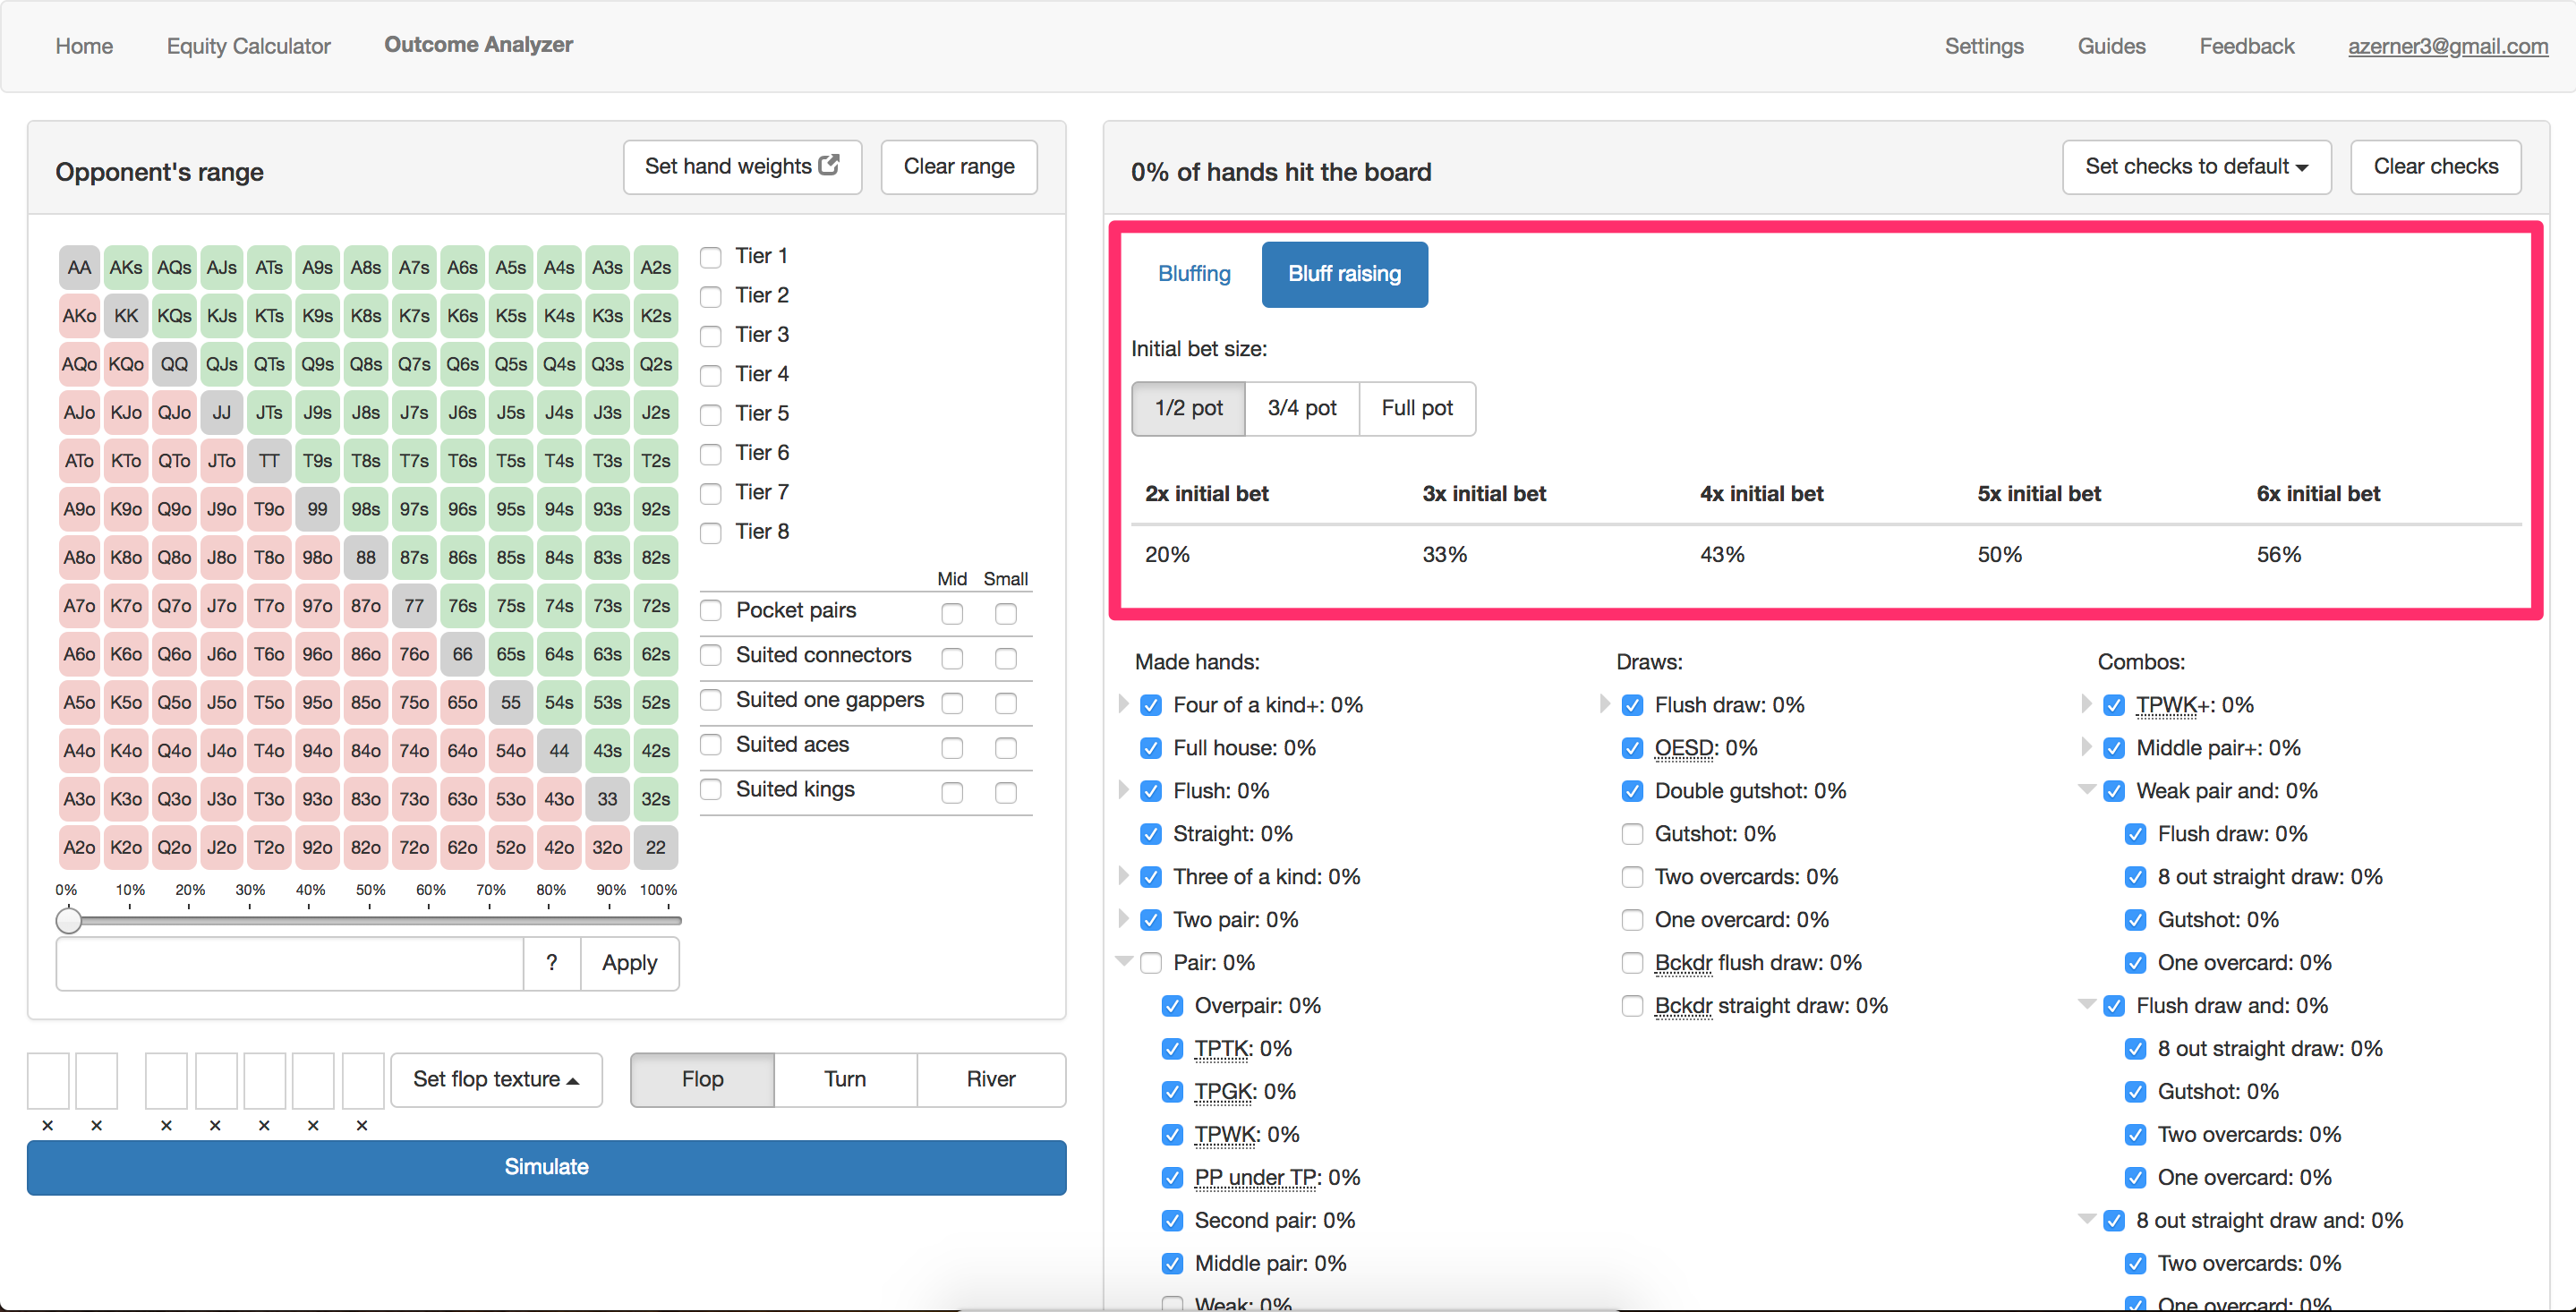 Home Equity Calculator Outcome Analyzer Settings Guides Feedback azerner3@gmail.com
Opponent's range Set hand weights Clear range
AA AKs AQs AJs ATs A9s A8s A7s A6s A5s A4s A3s A2s
AKo KK KQs KJs KTs K9s K8s K7s K6s K5s K4s K3s K2s
AQo KQo QQ QJs QTs Q9s Q8s Q7s Q6s Q5s Q4s Q3s Q2s
AJo KJo QJo JJ JTs J9s J8s J7s J6s J5s J4s J3s J2s
ATo KTo QTo JTo TT T9s T8s T7s T6s T5s T4s T3s T2s
A9o K9o Q9o J9o T9o 99 98s 97s 96s 95s 94s 93s 92s
A8o K8o Q8o J8o T8o 98o 88 87s 86s 85s 84s 83s 82s
A7o K7o Q7o J7o T7o 97o 87o 77 76s 75s 74s 73s 72s
A6o K6o Q6o J6o T6o 96o 86o 76o 66 65s 64s 63s 62s
A5o K5o Q5o J5o T5o 95o 85o 75o 65o 55 54s 53s 52s
A4o K4o Q4o J4o T4o 94o 84o 74o 64o 54o 44 43s 42s
A3o K3o Q3o J3o T3o 93o 83o 73o 63o 53o 43o 33 32s
A2o K2o Q2o J2o T2o 92o 82o 72o 62o 52o 42o 32o 22
0% 10% 20% 30% 40% 50% 60% 70% 80% 90% 100%
? Apply
Tier 1
Tier 2
Tier 3
Tier 4
Tier 5
Tier 6
Tier 7
Tier 8
Mid Small
Pocket pairs
Suited connectors
Suited one gappers
Suited aces
Suited kings
Set flop texture Flop Turn River
× × × × × × ×
Simulate
0% of hands hit the board Set checks to default Clear checks
Bluffing Bluff raising
Initial bet size:
1/2 pot 3/4 pot Full pot
2x initial bet 3x initial bet 4x initial bet 5x initial bet 6x initial bet
20% 33% 43% 50% 56%
Made hands:
Four of a kind+: 0%
Full house: 0%
Flush: 0%
Straight: 0%
Three of a kind: 0%
Two pair: 0%
Pair: 0%
Overpair: 0%
TPTK: 0%
TPGK: 0%
TPWK: 0%
PP under TP: 0%
Second pair: 0%
Middle pair: 0%
Weak: 0%
Draws:
Flush draw: 0%
OESD: 0%
Double gutshot: 0%
Gutshot: 0%
Two overcards: 0%
One overcard: 0%
Bckdr flush draw: 0%
Bckdr straight draw: 0%
Combos:
TPWK+: 0%
Middle pair+: 0%
Weak pair and: 0%
Flush draw: 0%
8 out straight draw: 0%
Gutshot: 0%
One overcard: 0%
Flush draw and: 0%
8 out straight draw: 0%
Gutshot: 0%
Two overcards: 0%
One overcard: 0%
8 out straight draw and: 0%
Two overcards: 0%
One overcard: 0%